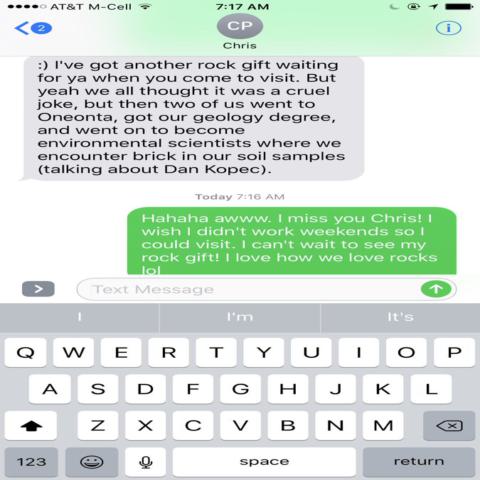 AT&T M-Cell 7:17 AM
2
CP
Chris
:) I've got another rock gift waiting
for ya when you come to visit. But
yeah we all thought it was a cruel
joke, but then two of us went to
Oneonta, got our geology degree,
and went on to become
environmental scientists where we
encounter brick in our soil samples
(talking about Dan Kopec).
Today 7:16 AM
Hahaha awww. I miss you Chris! I
wish I didn't work weekends so I
could visit. I can't wait to see my
rock gift! I love how we love rocks
lol
Text Message
I I'm It's
Q W E R T Y U I O P
A S D F G H J K L
Z X C V B N M
123 space return